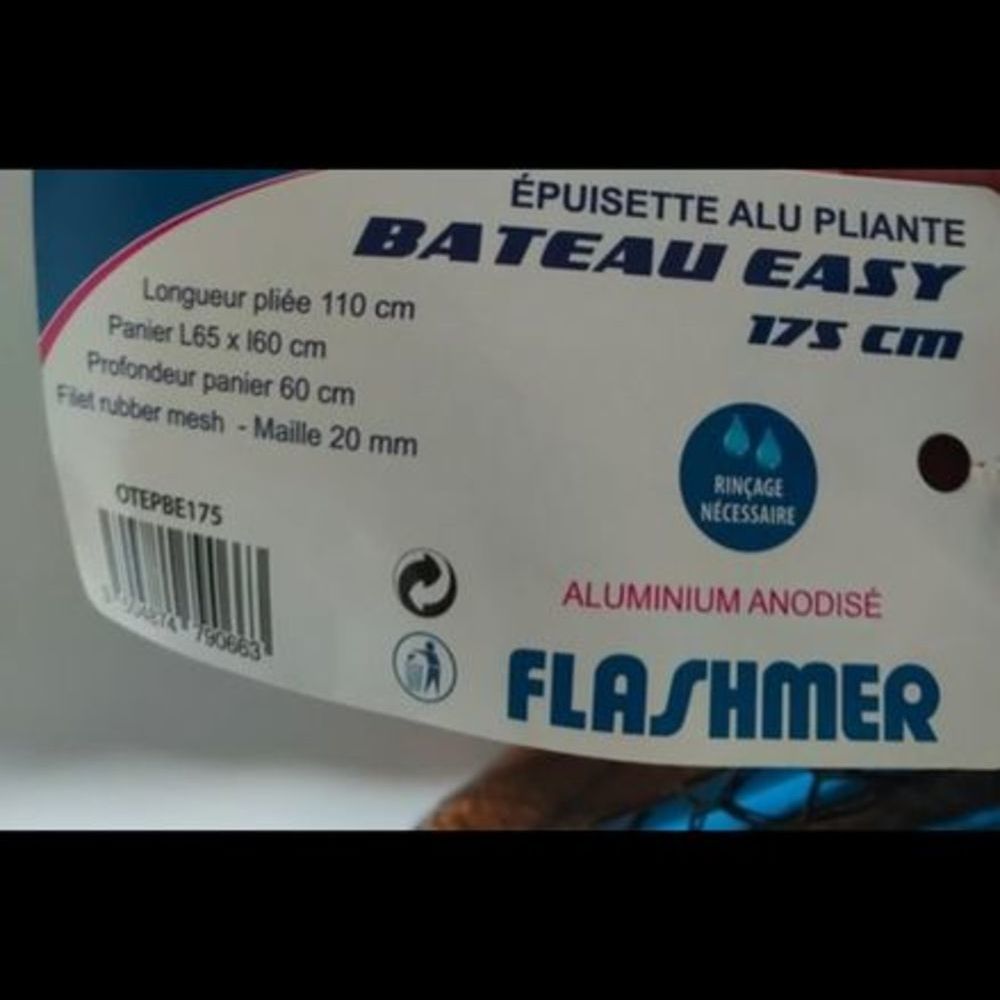 ÉPUISETTE ALU PLIANTE
BATEAU EASY
175 CM
Longueur pliée 110 cm
Panier L65 x l60 cm
Profondeur panier 60 cm
Filet rubber mesh - Maille 20 mm
RINÇAGE
NÉCESSAIRE
OTEPBE175
790663
ALUMINIUM ANODISÉ
FLASHMER